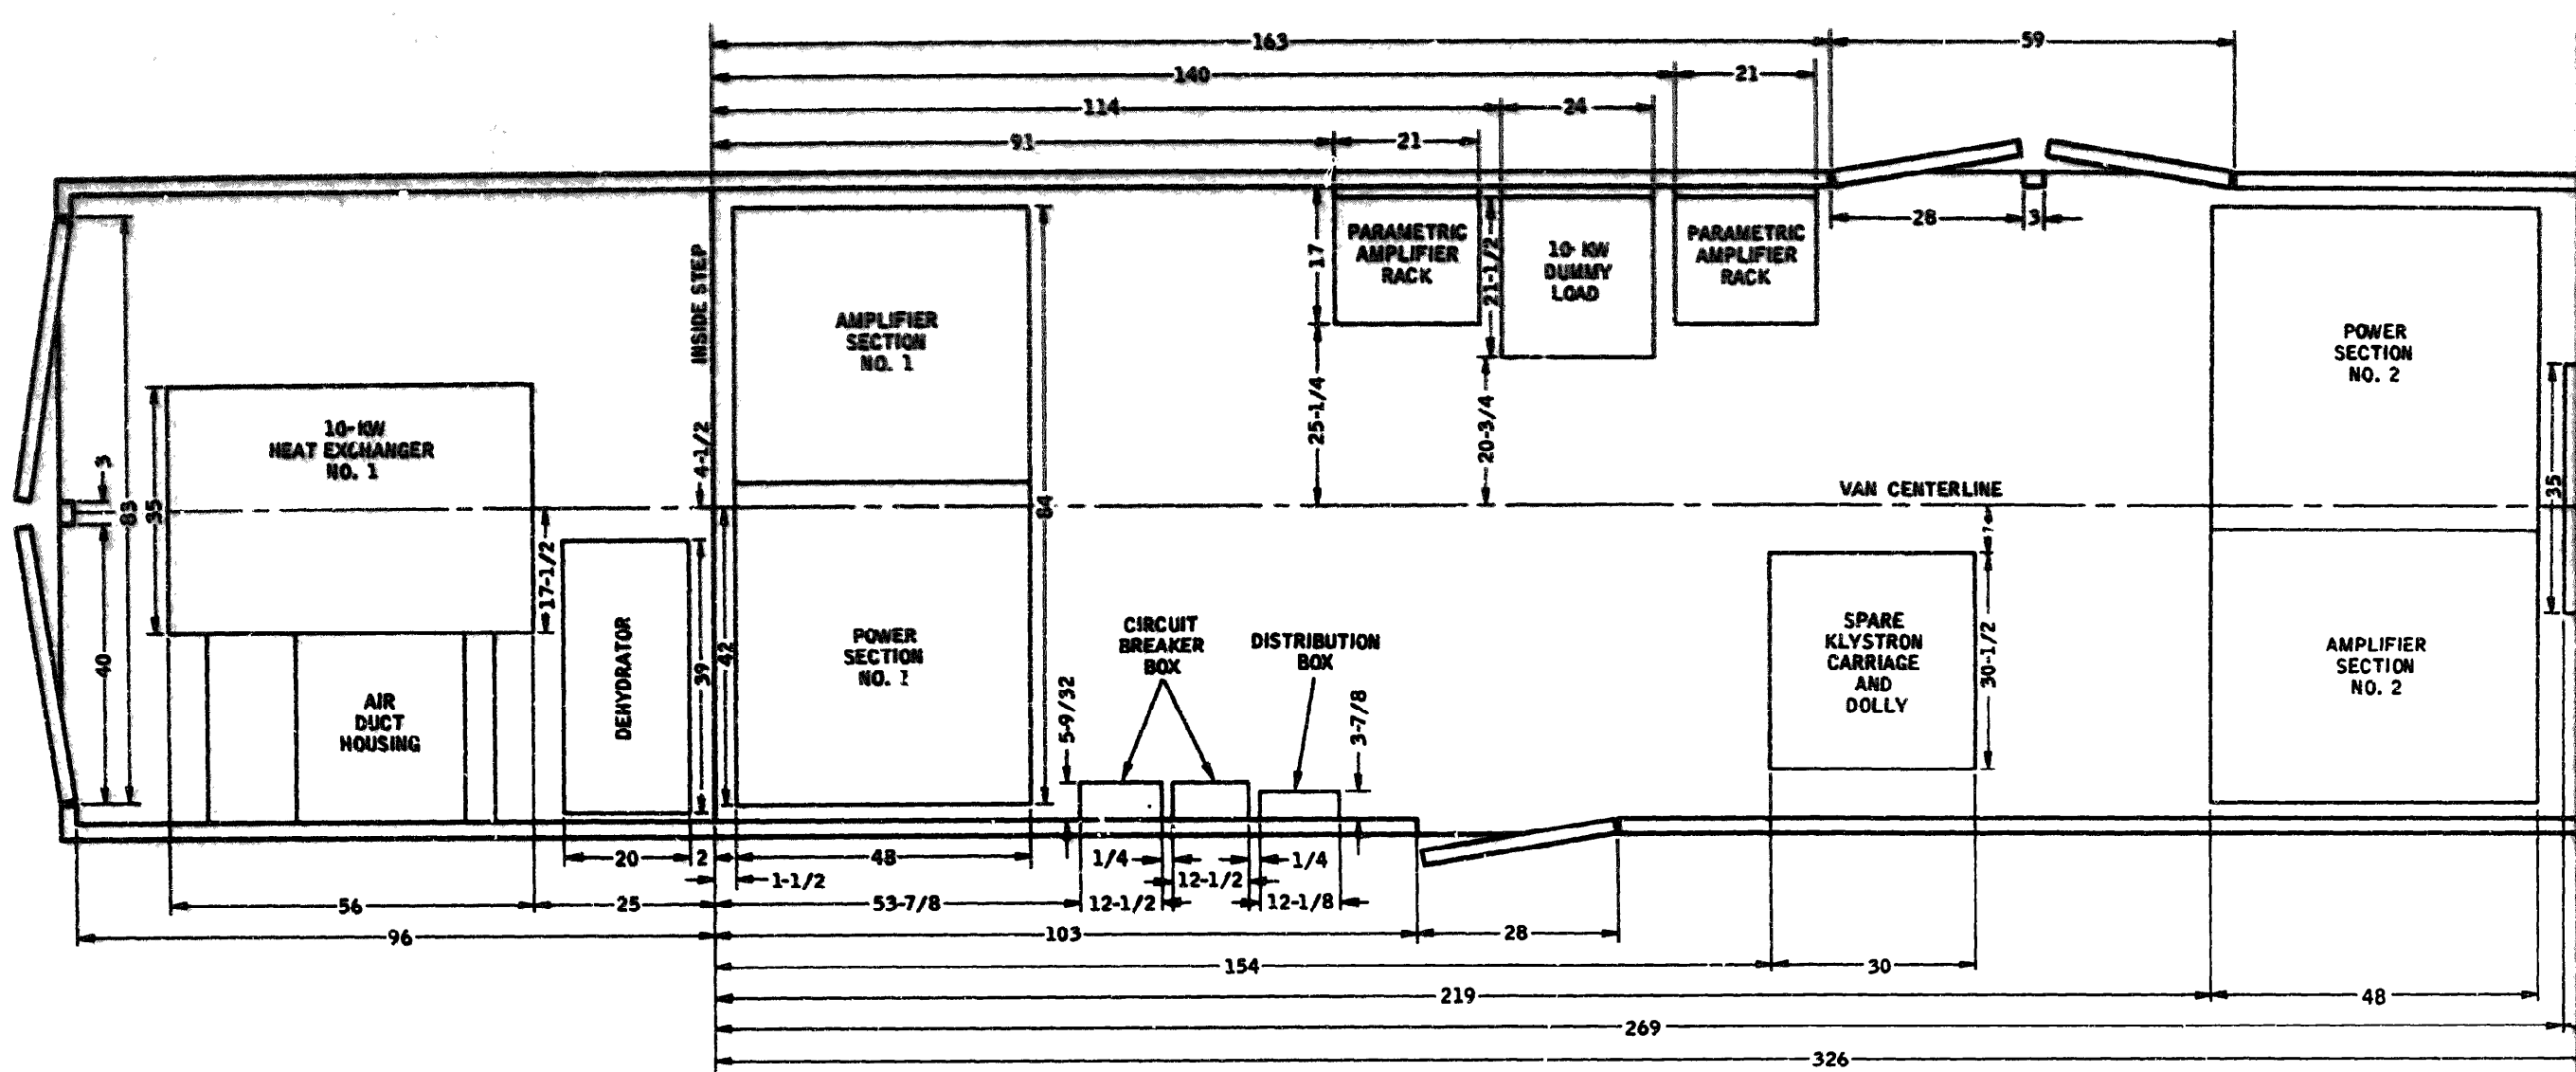 163
59
140
21
114
24
91
21
28
3
INSIDE STEP
4-1/2
AMPLIFIER
SECTION
NO. 1
17
25-1/4
PARAMETRIC
AMPLIFIER
RACK
21-1/2
20-3/4
10-KW
DUMMY
LOAD
PARAMETRIC
AMPLIFIER
RACK
POWER
SECTION
NO. 2
10-KW
HEAT EXCHANGER
NO. 1
3
83
35
40
17-1/2
84
VAN CENTERLINE
7
35
DEHYDRATOR
39
42
POWER
SECTION
NO. 1
CIRCUIT
BREAKER
BOX
DISTRIBUTION
BOX
5-9/32
3-7/8
SPARE
KLYSTRON
CARRIAGE
AND
DOLLY
30-1/2
AMPLIFIER
SECTION
NO. 2
AIR
DUCT
HOUSING
20
2
48
1/4
1/4
1-1/2
12-1/2
56
25
53-7/8
12-1/2
12-1/8
96
103
28
154
30
219
48
269
326